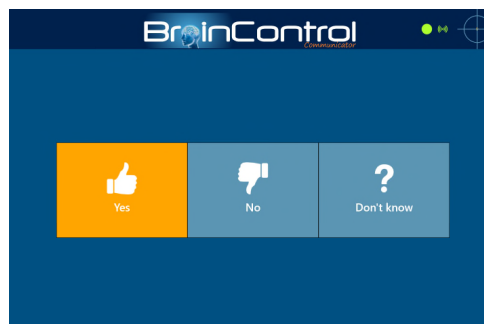 BrainControl
Communicator
Yes
No
?
Don't know